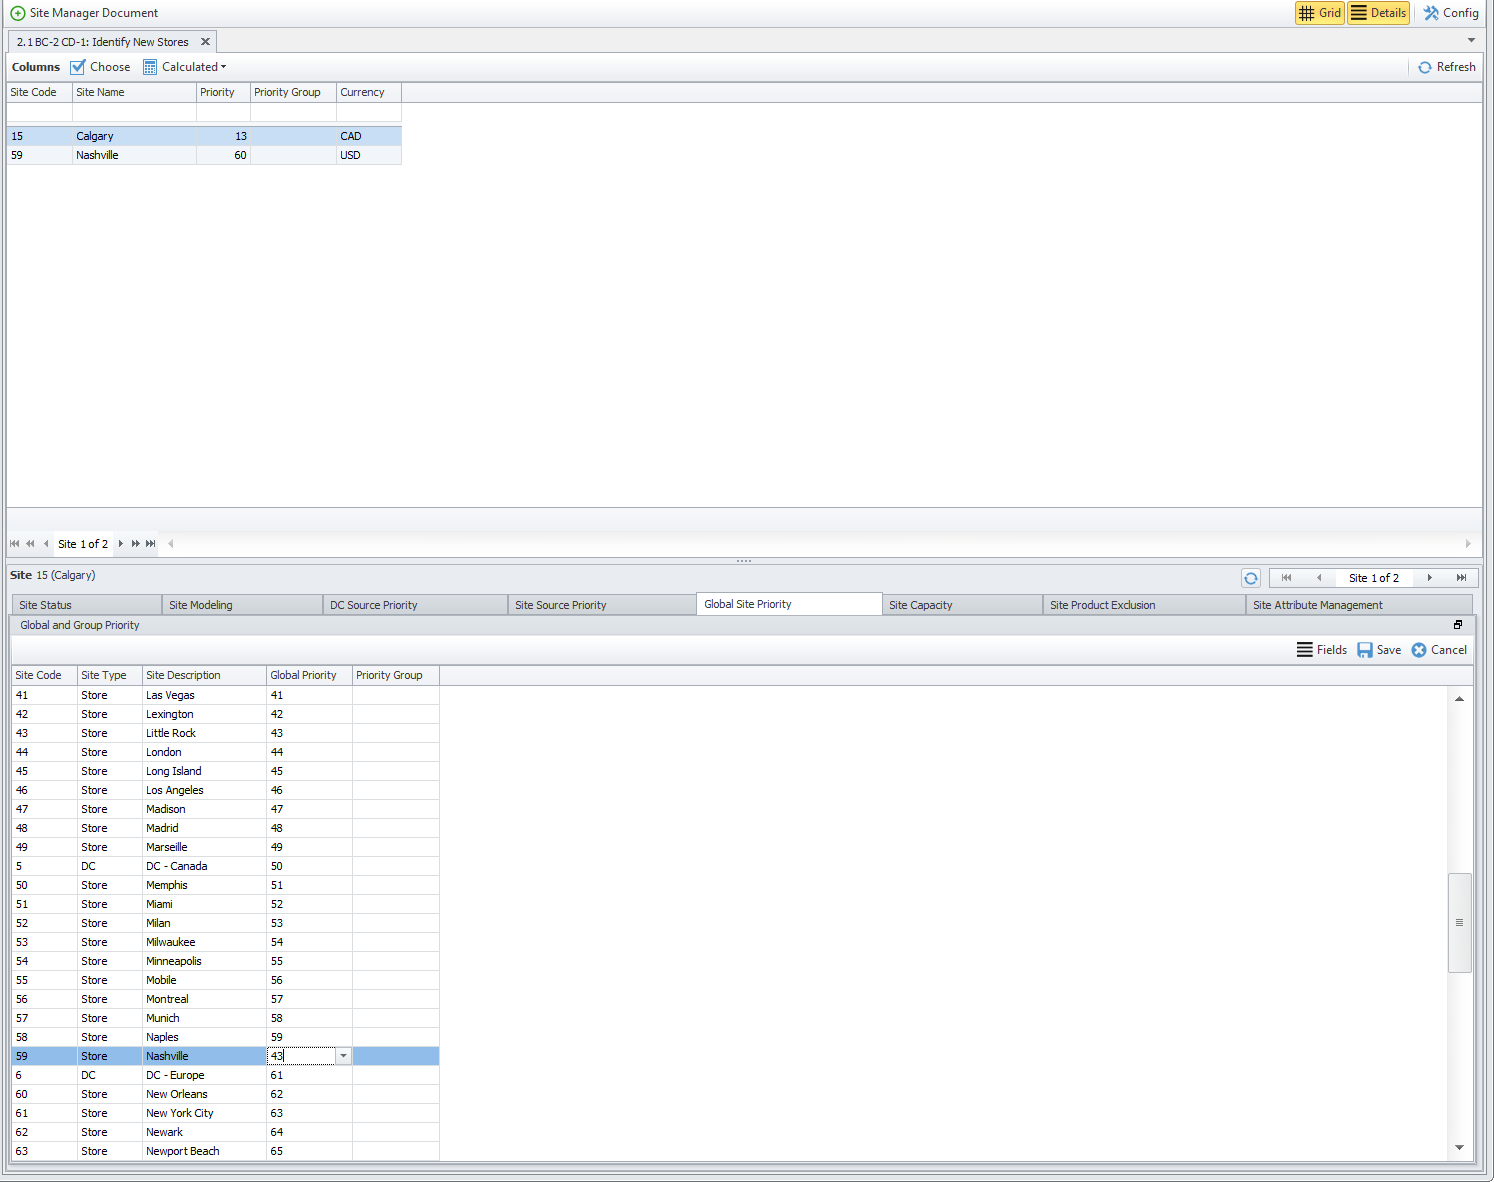 Site Manager Document Grid Details Config
2.1 BC-2 CD-1: Identify New Stores
Columns Choose Calculated Refresh
Site Code Site Name Priority Priority Group Currency
15 Calgary 13 CAD
59 Nashville 60 USD
Site 1 of 2
Site 15 (Calgary) Site 1 of 2
Site Status Site Modeling DC Source Priority Site Source Priority Global Site Priority Site Capacity Site Product Exclusion Site Attribute Management
Global and Group Priority
Fields Save Cancel
Site Code Site Type Site Description Global Priority Priority Group
41 Store Las Vegas 41
42 Store Lexington 42
43 Store Little Rock 43
44 Store London 44
45 Store Long Island 45
46 Store Los Angeles 46
47 Store Madison 47
48 Store Madrid 48
49 Store Marseille 49
5 DC DC - Canada 50
50 Store Memphis 51
51 Store Miami 52
52 Store Milan 53
53 Store Milwaukee 54
54 Store Minneapolis 55
55 Store Mobile 56
56 Store Montreal 57
57 Store Munich 58
58 Store Naples 59
59 Store Nashville 43
6 DC DC - Europe 61
60 Store New Orleans 62
61 Store New York City 63
62 Store Newark 64
63 Store Newport Beach 65